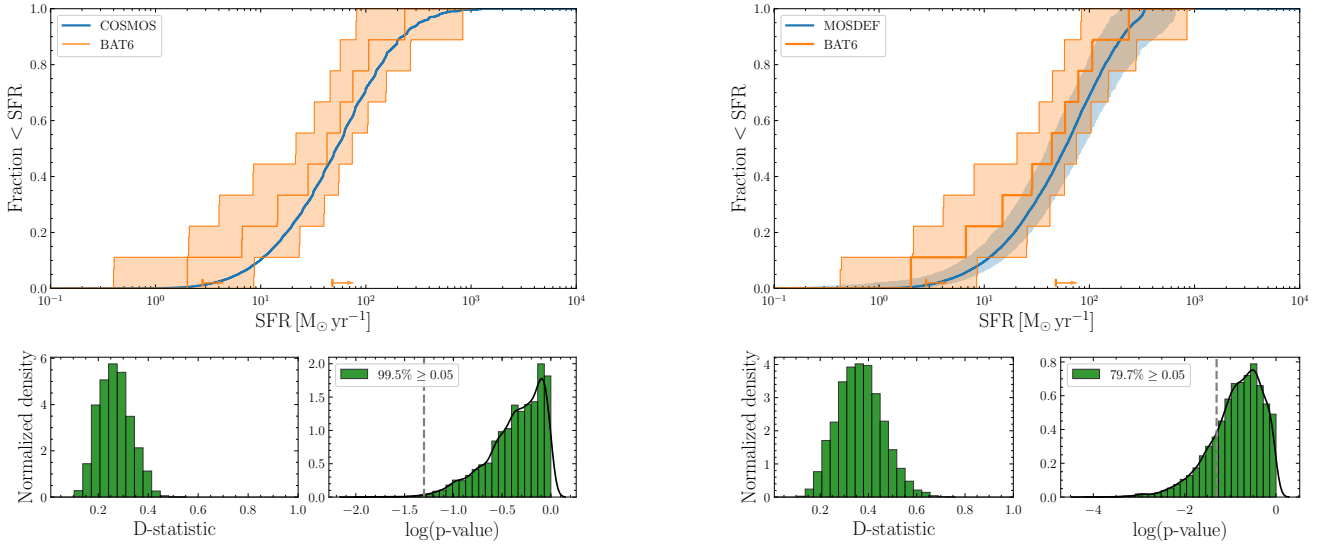 COSMOS
BAT6
Fraction < SFR
1.0
0.8
0.6
0.4
0.2
0.0
10⁻¹ 10⁰ 10¹ 10² 10³ 10⁴
SFR [M⊙ yr⁻¹]
MOSDEF
BAT6
Fraction < SFR
1.0
0.8
0.6
0.4
0.2
0.0
10⁻¹ 10⁰ 10¹ 10² 10³ 10⁴
SFR [M⊙ yr⁻¹]
Normalized density
6
5
4
3
2
1
0
0.2 0.4 0.6 0.8 1.0
D-statistic
99.5% ≥ 0.05
2.0
1.5
1.0
0.5
0.0
−2.0 −1.5 −1.0 −0.5 0.0
log(p-value)
Normalized density
4
3
2
1
0
0.0 0.2 0.4 0.6 0.8 1.0
D-statistic
79.7% ≥ 0.05
0.8
0.6
0.4
0.2
0.0
−4 −2 0
log(p-value)